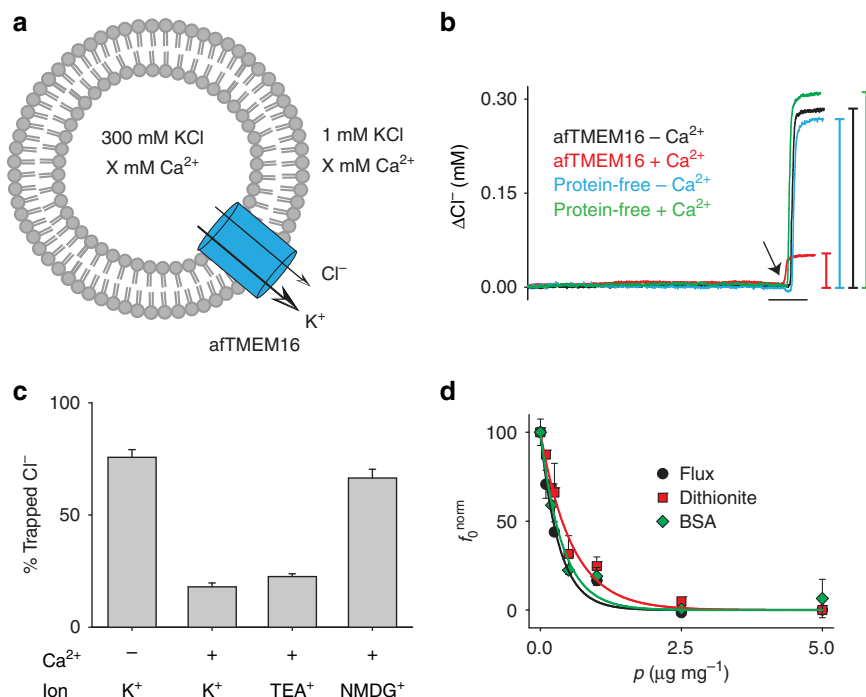 a
300 mM KCl
X mM Ca²⁺
1 mM KCl
X mM Ca²⁺
Cl⁻
K⁺
afTMEM16
b
ΔCl⁻ (mM)
0.30
0.15
0.00
afTMEM16 – Ca²⁺
afTMEM16 + Ca²⁺
Protein-free – Ca²⁺
Protein-free + Ca²⁺
c
% Trapped Cl⁻
100
50
0
Ca²⁺ – + + +
Ion K⁺ K⁺ TEA⁺ NMDG⁺
d
f₀ⁿᵒʳᵐ
100
50
0
Flux
Dithionite
BSA
0.0 2.5 5.0
p (μg mg⁻¹)